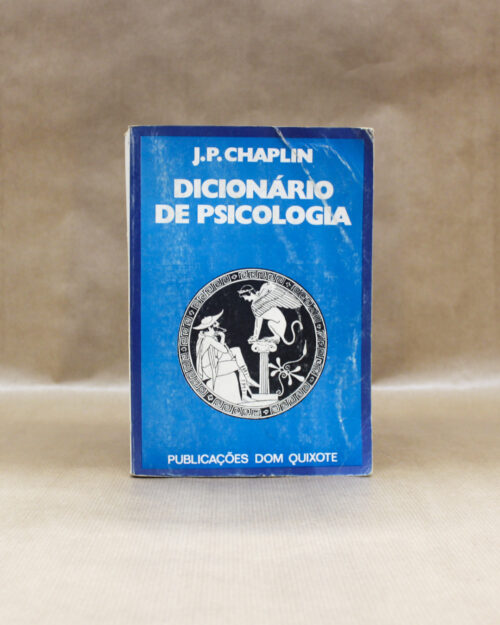 J.P.CHAPLIN
DICIONÁRIO
DE PSICOLOGIA
PUBLICAÇÕES DOM QUIXOTE